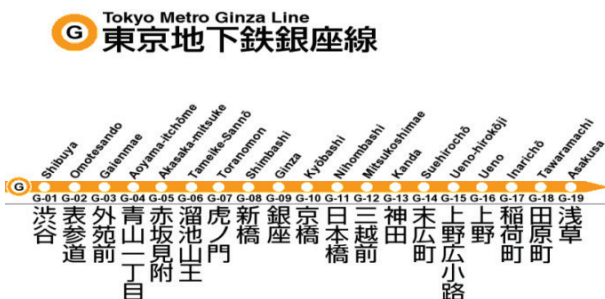 G
Tokyo Metro Ginza Line
東京地下鉄銀座線
Shibuya
Omotesando
Gaienmae
Aoyama-itchōme
Akasaka-mitsuke
Tameike-Sannō
Toranomon
Shimbashi
Ginza
Kyōbashi
Nihombashi
Mitsukoshimae
Kanda
Suehirochō
Ueno-hirokōji
Ueno
Inarichō
Tawaramachi
Asakusa
G
G-01 G-02 G-03 G-04 G-05 G-06 G-07 G-08 G-09 G-10 G-11 G-12 G-13 G-14 G-15 G-16 G-17 G-18 G-19
渋谷
表参道
外苑前
青山一丁目
赤坂見附
溜池山王
虎ノ門
新橋
銀座
京橋
日本橋
三越前
神田
末広町
上野広小路
上野
稲荷町
田原町
浅草